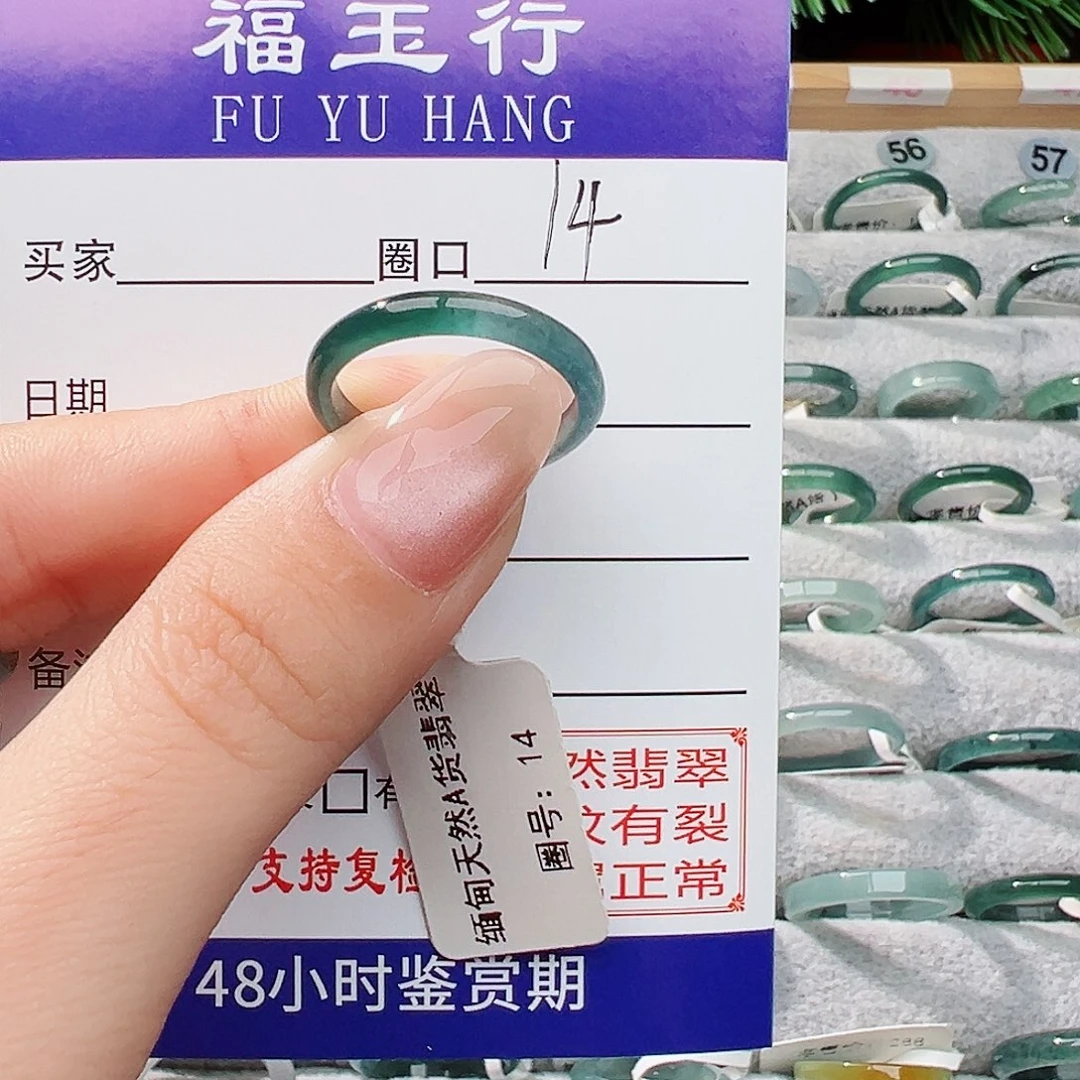 福玉行
FU YU HANG
买家 圈口 14
日期
备
缅甸天然A货翡翠
圈号: 14
然翡翠
有裂
正常
支持复检
48小时鉴赏期
56
57